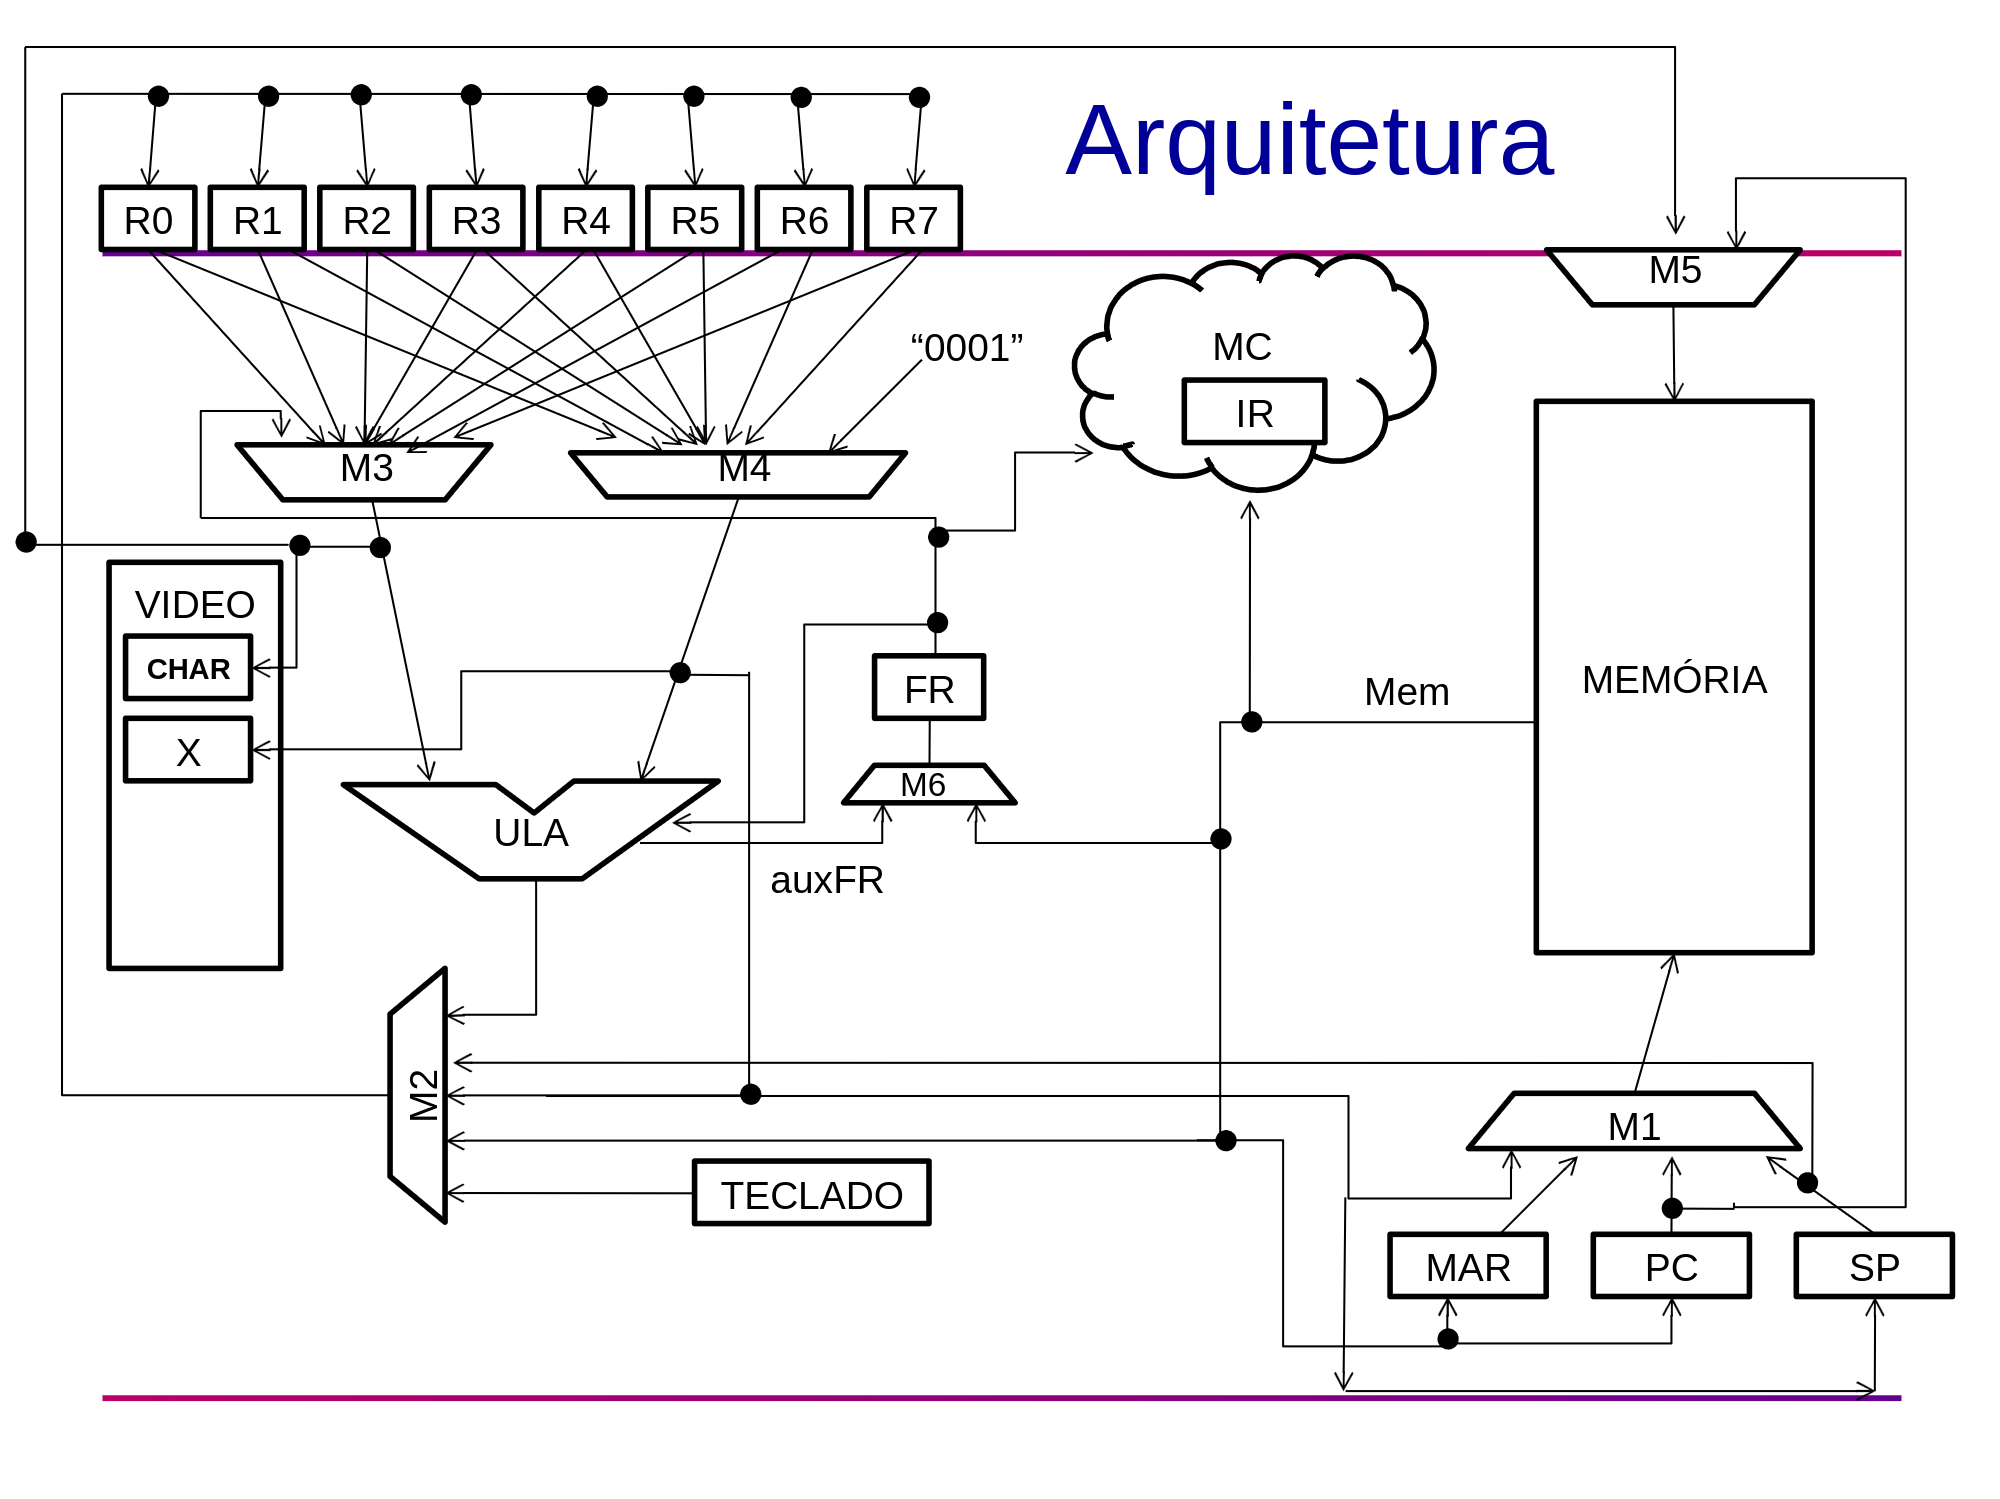 Arquitetura
R0
R1
R2
R3
R4
R5
R6
R7
M5
“0001”
MC
IR
M3
M4
VIDEO
CHAR
X
FR
Mem
MEMÓRIA
M6
ULA
auxFR
M2
M1
TECLADO
MAR
PC
SP